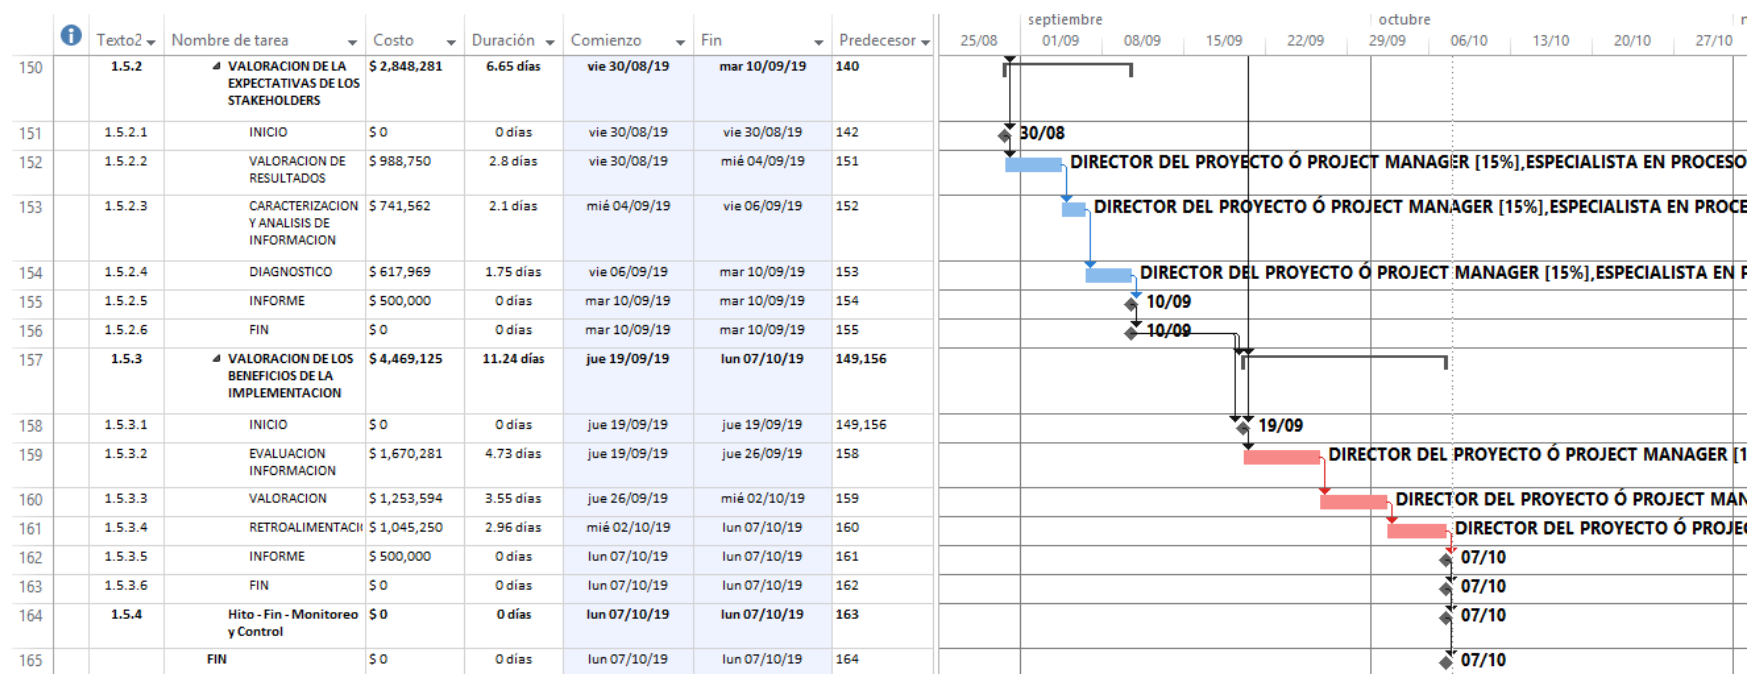 septiembre octubre
Texto2 Nombre de tarea Costo Duración Comienzo Fin Predecesor 25/08 01/09 08/09 15/09 22/09 29/09 06/10 13/10 20/10 27/10
150 1.5.2 VALORACION DE LA $ 2,848,281 6.65 días vie 30/08/19 mar 10/09/19 140
EXPECTATIVAS DE LOS
STAKEHOLDERS
151 1.5.2.1 INICIO $ 0 0 días vie 30/08/19 vie 30/08/19 142 30/08
152 1.5.2.2 VALORACION DE $ 988,750 2.8 días vie 30/08/19 mié 04/09/19 151 DIRECTOR DEL PROYECTO Ó PROJECT MANAGER [15%],ESPECIALISTA EN PROCESO
RESULTADOS
153 1.5.2.3 CARACTERIZACION $ 741,562 2.1 días mié 04/09/19 vie 06/09/19 152 DIRECTOR DEL PROYECTO Ó PROJECT MANAGER [15%],ESPECIALISTA EN PROCE
Y ANALISIS DE
INFORMACION
154 1.5.2.4 DIAGNOSTICO $ 617,969 1.75 días vie 06/09/19 mar 10/09/19 153 DIRECTOR DEL PROYECTO Ó PROJECT MANAGER [15%],ESPECIALISTA EN P
155 1.5.2.5 INFORME $ 500,000 0 días mar 10/09/19 mar 10/09/19 154 10/09
156 1.5.2.6 FIN $ 0 0 días mar 10/09/19 mar 10/09/19 155 10/09
157 1.5.3 VALORACION DE LOS $ 4,469,125 11.24 días jue 19/09/19 lun 07/10/19 149,156
BENEFICIOS DE LA
IMPLEMENTACION
158 1.5.3.1 INICIO $ 0 0 días jue 19/09/19 jue 19/09/19 149,156 19/09
159 1.5.3.2 EVALUACION $ 1,670,281 4.73 días jue 19/09/19 jue 26/09/19 158 DIRECTOR DEL PROYECTO Ó PROJECT MANAGER [1
INFORMACION
160 1.5.3.3 VALORACION $ 1,253,594 3.55 días jue 26/09/19 mié 02/10/19 159 DIRECTOR DEL PROYECTO Ó PROJECT MAN
161 1.5.3.4 RETROALIMENTACI $ 1,045,250 2.96 días mié 02/10/19 lun 07/10/19 160 DIRECTOR DEL PROYECTO Ó PROJEC
162 1.5.3.5 INFORME $ 500,000 0 días lun 07/10/19 lun 07/10/19 161 07/10
163 1.5.3.6 FIN $ 0 0 días lun 07/10/19 lun 07/10/19 162 07/10
164 1.5.4 Hito - Fin - Monitoreo $ 0 0 días lun 07/10/19 lun 07/10/19 163 07/10
y Control
165 FIN $ 0 0 días lun 07/10/19 lun 07/10/19 164 07/10